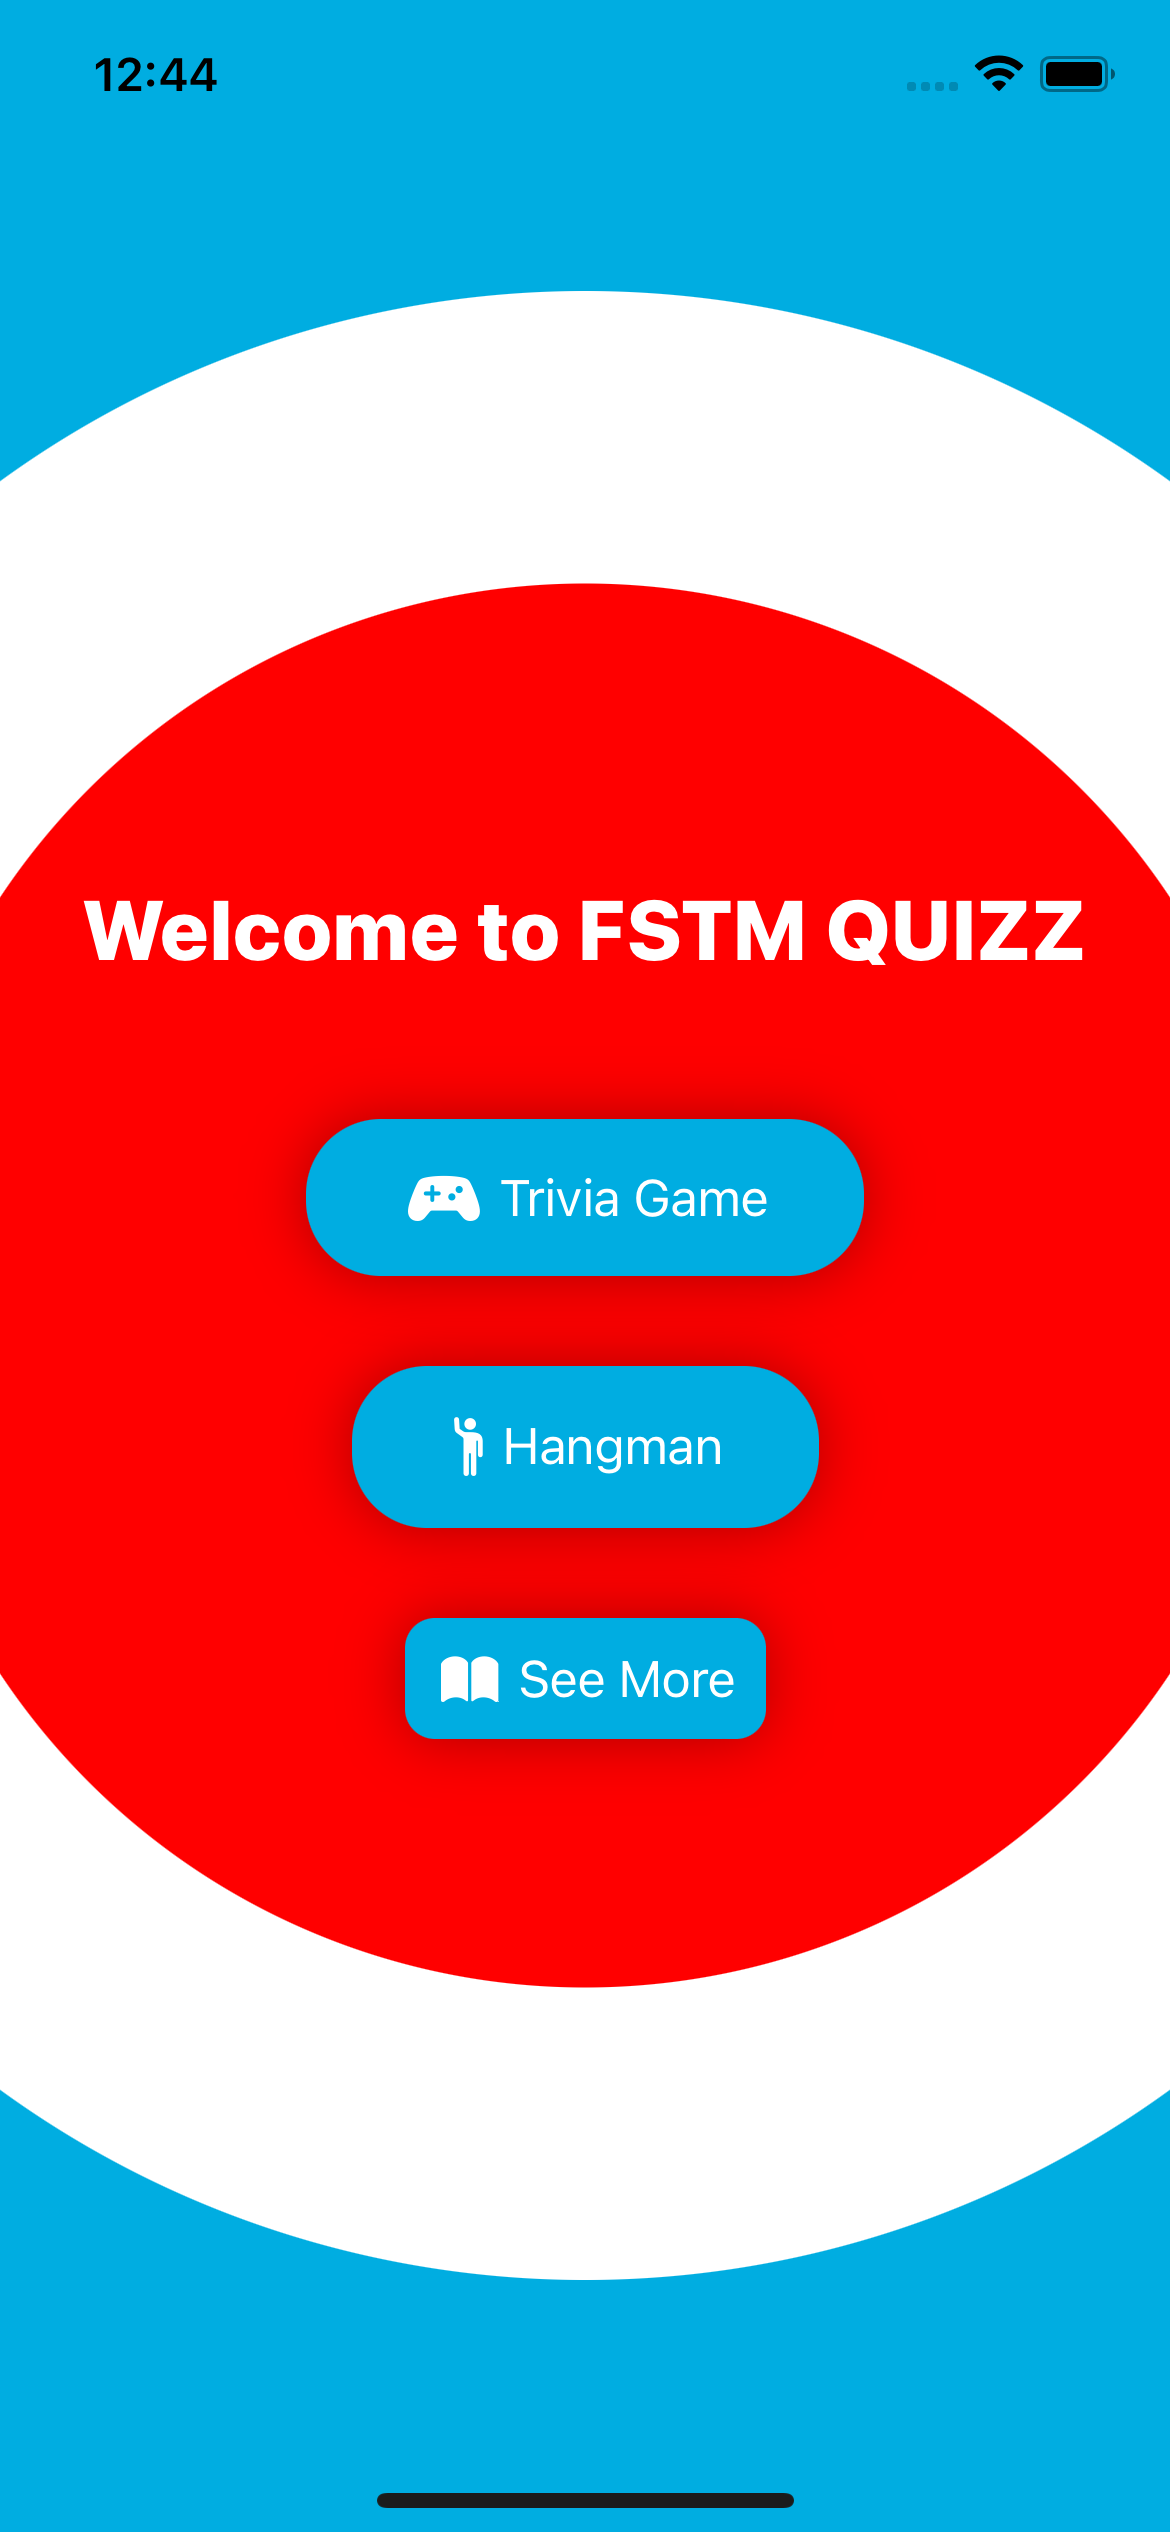 12:44
Welcome to FSTM QUIZZ
Trivia Game
Hangman
See More